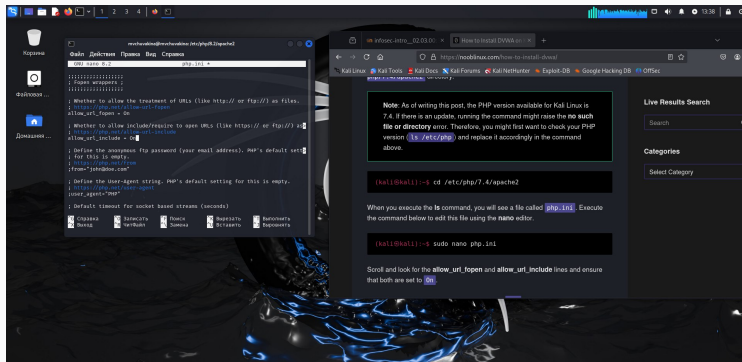 1 2 3 4
13:38
Корзина
Файловая ...
Домашняя ...
mvchuvakina@mvchuvakina: /etc/php/8.2/apache2
Файл Действия Правка Вид Справка
GNU nano 8.2 php.ini *
;;;;;;;;;;;;;;;;;;
; Fopen wrappers ;
;;;;;;;;;;;;;;;;;;
; Whether to allow the treatment of URLs (like http:// or ftp://) as files.
; https://php.net/allow-url-fopen
allow_url_fopen = On
; Whether to allow include/require to open URLs (like https:// or ftp://) as>
; https://php.net/allow-url-include
allow_url_include = On
; Define the anonymous ftp password (your email address). PHP's default sett>
; for this is empty.
; https://php.net/from
;from="john@doe.com"
; Define the User-Agent string. PHP's default setting for this is empty.
; https://php.net/user-agent
;user_agent="PHP"
; Default timeout for socket based streams (seconds)
^G Справка ^O Записать ^F Поиск ^K Вырезать ^T Выполнить
^X Выход ^R ЧитФайл ^\ Замена ^U Вставить ^J Выровнять
infosec-intro__02.03.00 How to Install DVWA on
https://nooblinux.com/how-to-install-dvwa/
Kali Linux Kali Tools Kali Docs Kali Forums Kali NetHunter Exploit-DB Google Hacking DB OffSec
Note: As of writing this post, the PHP version available for Kali Linux is
7.4. If there is an update, running the command might raise the no such
file or directory error. Therefore, you might first want to check your PHP
version ( ls /etc/php ) and replace it accordingly in the command
above.
(kali㉿kali):~$ cd /etc/php/7.4/apache2
When you execute the ls command, you will see a file called php.ini . Execute
the command below to edit this file using the nano editor.
(kali㉿kali):~$ sudo nano php.ini
Scroll and look for the allow_url_fopen and allow_url_include lines and ensure
that both are set to On .
Live Results Search
Search
Categories
Select Category